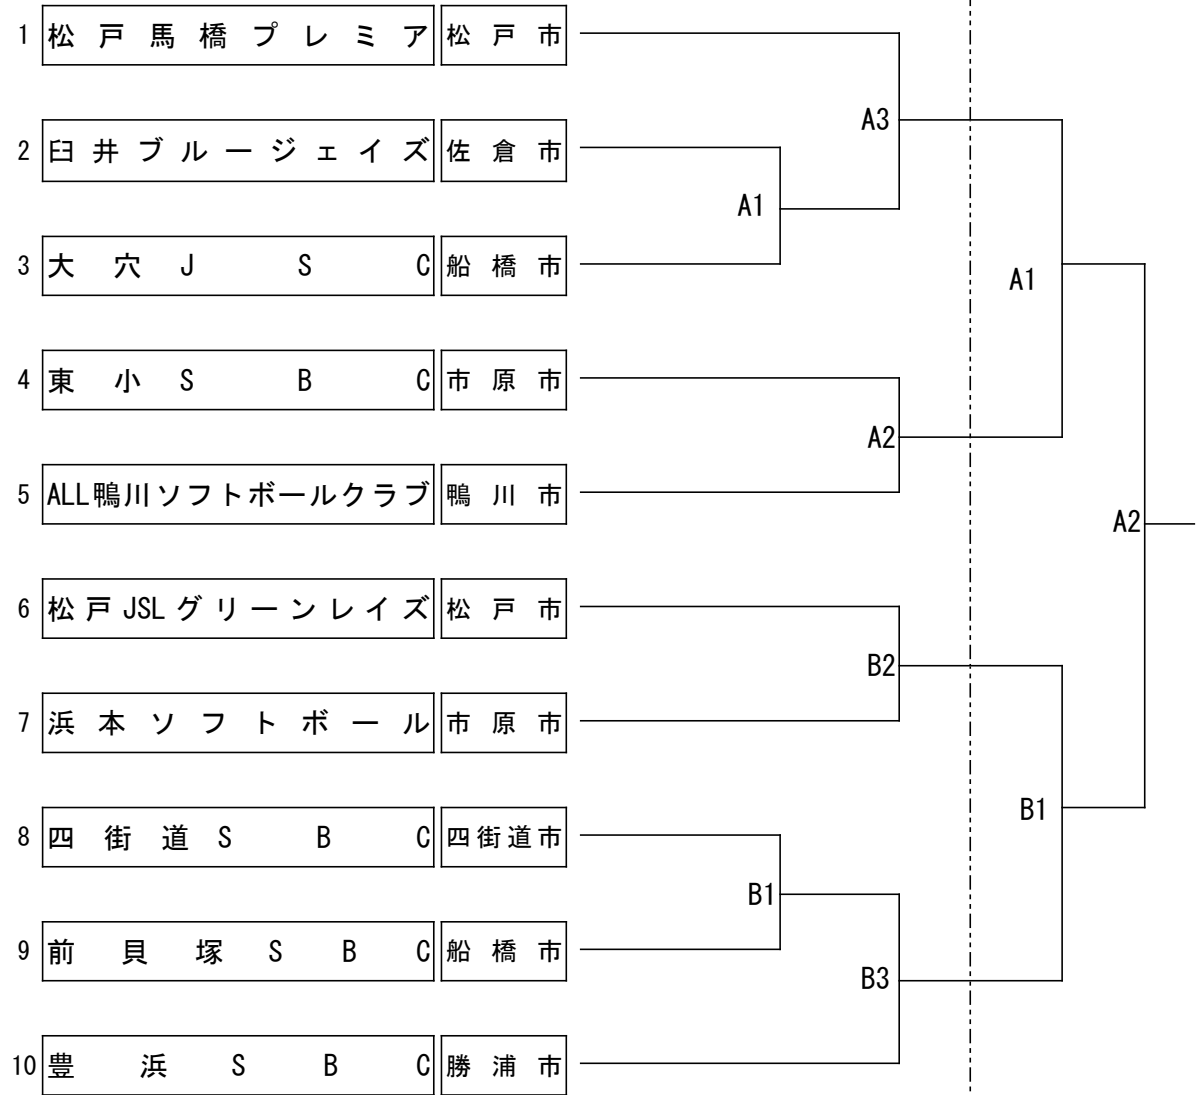 1 松戸馬橋プレミア 松戸市
A3
2 臼井ブルージェイズ 佐倉市
A1
3 大穴JSC 船橋市
A1
4 東小SBC 市原市
A2
5 ALL鴨川ソフトボールクラブ 鴨川市
A2
6 松戸JSLグリーンレイズ 松戸市
B2
7 浜本ソフトボール 市原市
B1
8 四街道SBC 四街道市
B1
9 前貝塚SBC 船橋市
B3
10 豊浜SBC 勝浦市